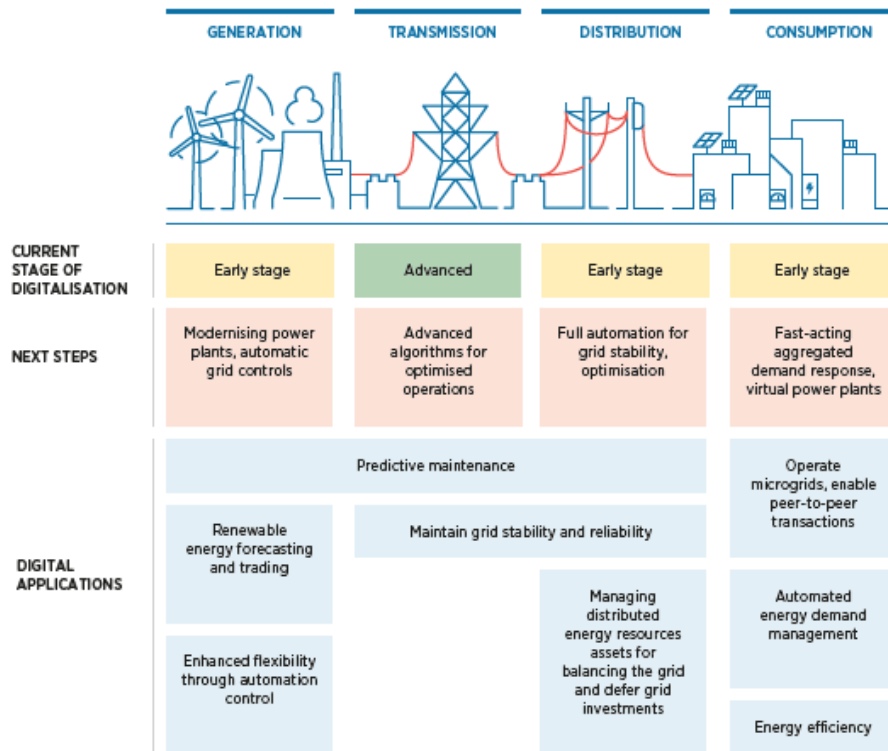 GENERATION
TRANSMISSION
DISTRIBUTION
CONSUMPTION
CURRENT
STAGE OF
DIGITALISATION
Early stage
Advanced
Early stage
Early stage
NEXT STEPS
Modernising power
plants, automatic
grid controls
Advanced
algorithms for
optimised
operations
Full automation for
grid stability,
optimisation
Fast-acting
aggregated
demand response,
virtual power plants
DIGITAL
APPLICATIONS
Predictive maintenance
Operate
microgrids, enable
peer-to-peer
transactions
Renewable
energy forecasting
and trading
Maintain grid stability and reliability
Managing
distributed
energy resources
assets for
balancing the grid
and defer grid
investments
Automated
energy demand
management
Enhanced flexibility
through automation
control
Energy efficiency